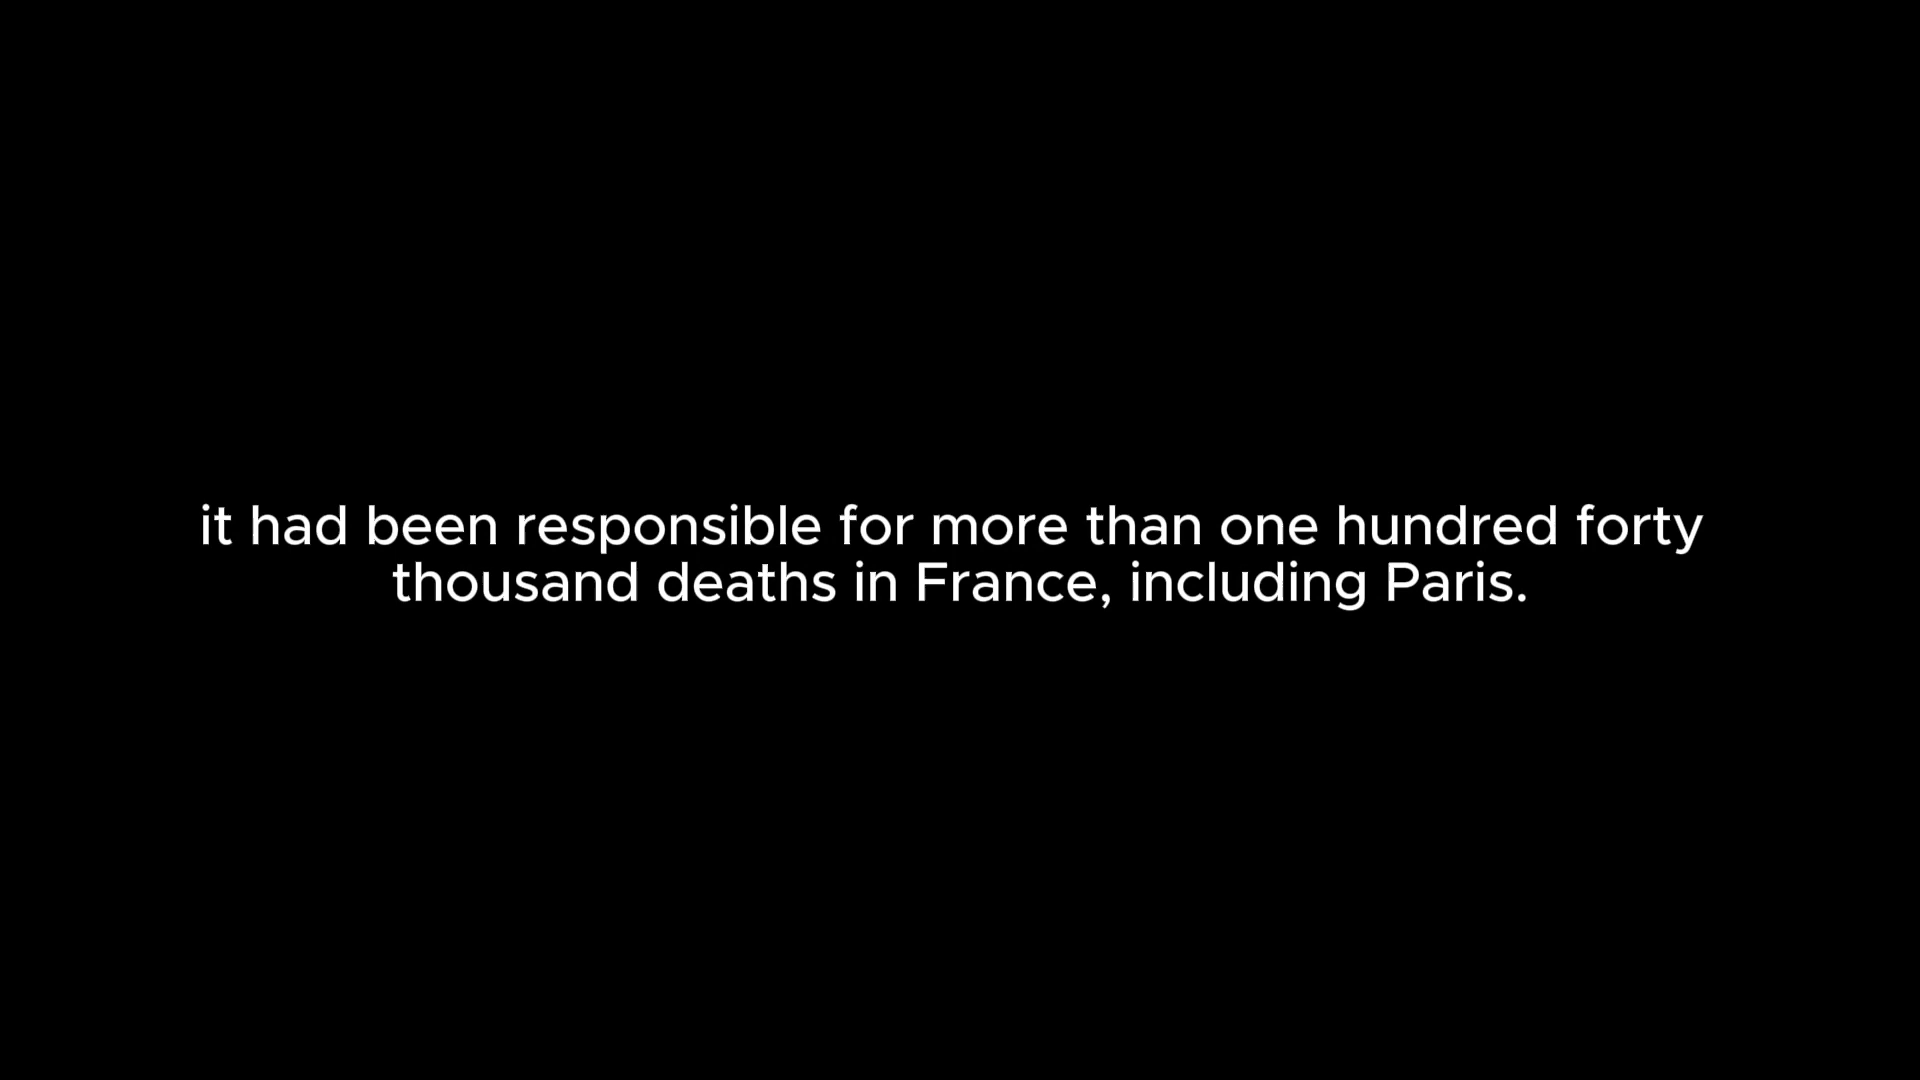 it had been responsible for more than one hundred forty
thousand deaths in France, including Paris.